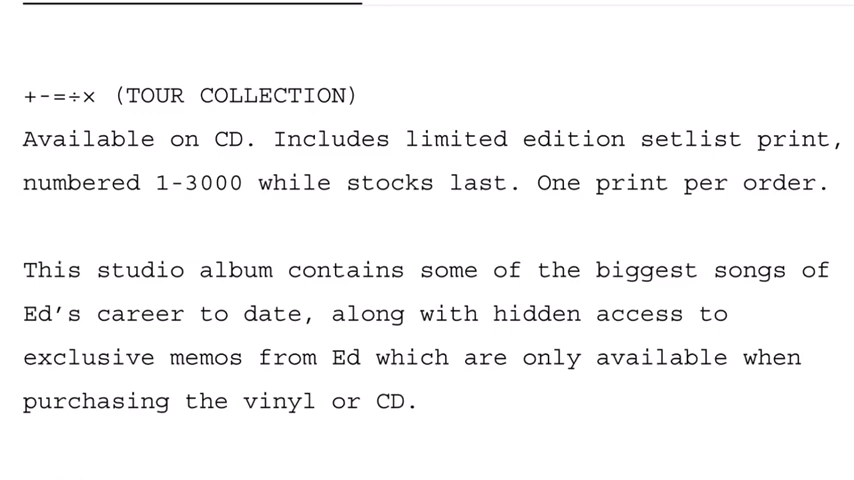 +-=÷× (TOUR COLLECTION)
Available on CD. Includes limited edition setlist print,
numbered 1-3000 while stocks last. One print per order.
This studio album contains some of the biggest songs of
Ed’s career to date, along with hidden access to
exclusive memos from Ed which are only available when
purchasing the vinyl or CD.